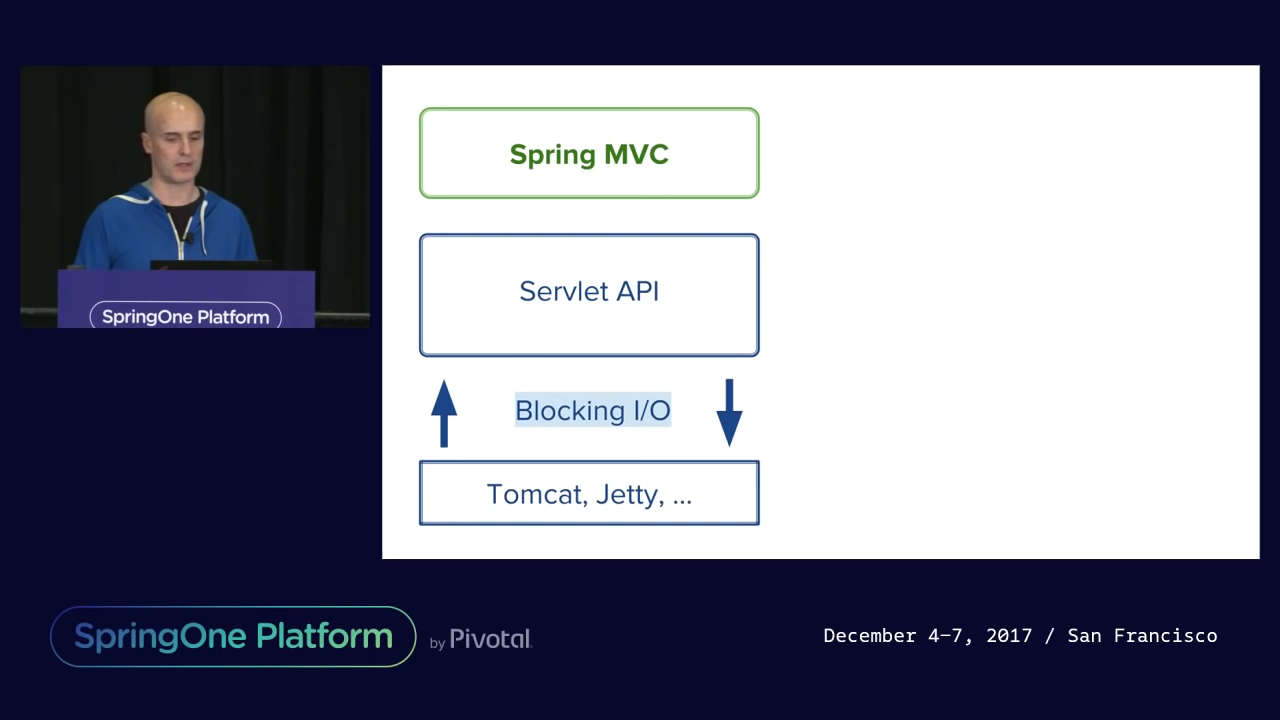 SpringOne Platform
Spring MVC
Servlet API
Blocking I/O
Tomcat, Jetty, ...
SpringOne Platform by Pivotal.
December 4–7, 2017 / San Francisco